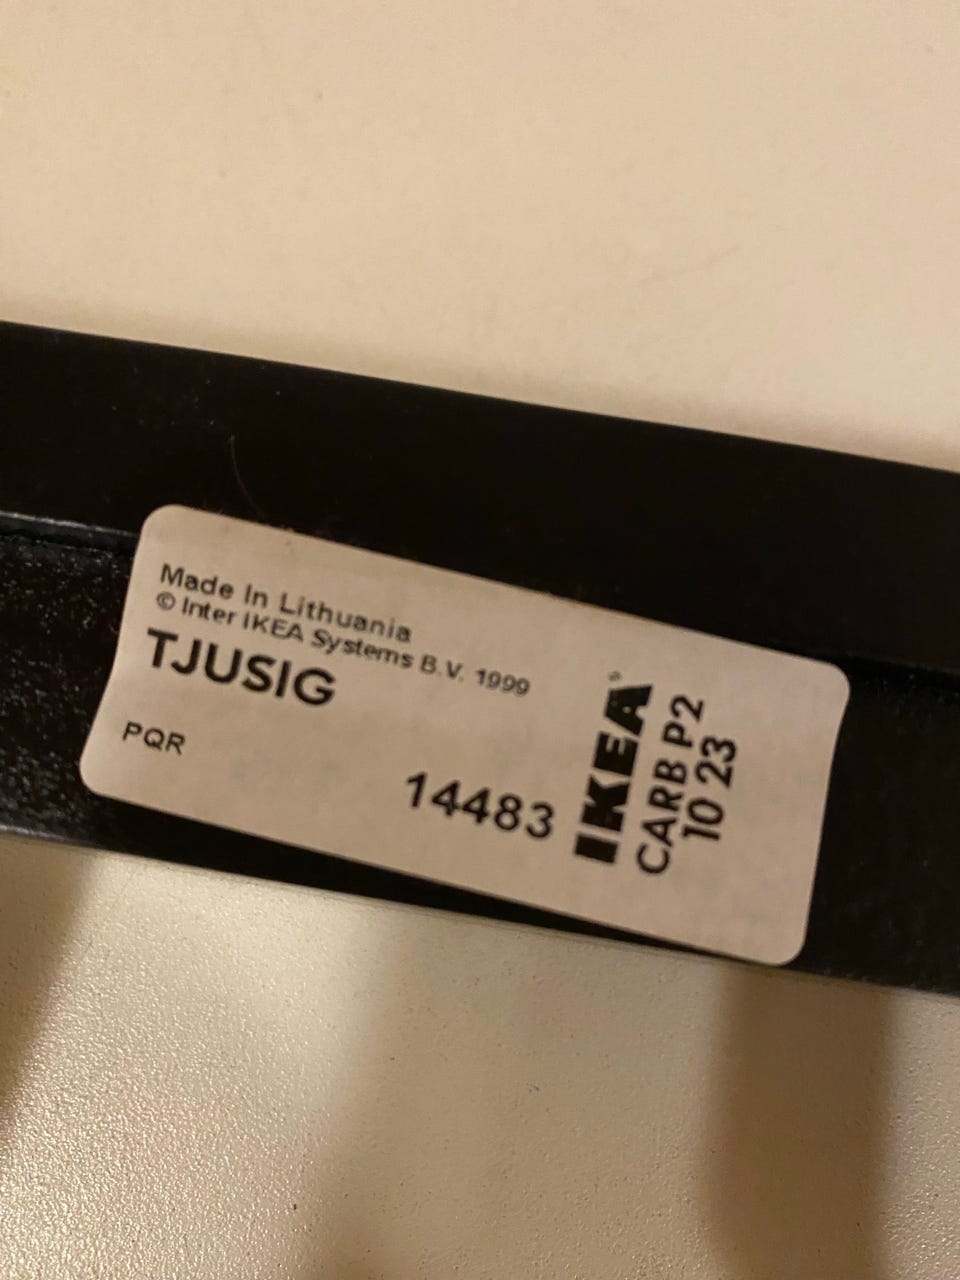 Made In Lithuania
© Inter IKEA Systems B.V. 1999
TJUSIG
PQR
14483
IKEA®
CARB P2
10 23